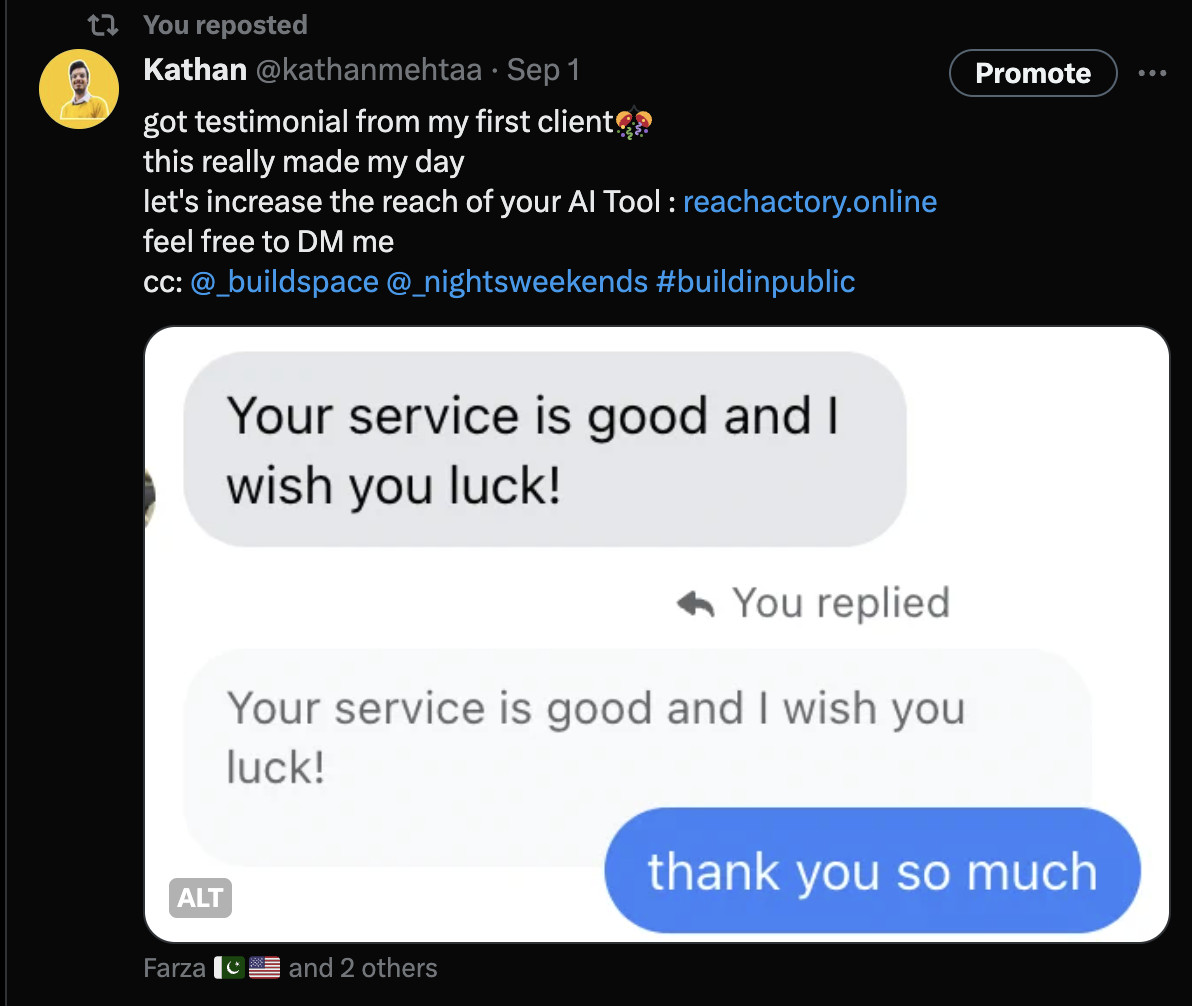 You reposted
Kathan @kathanmehtaa · Sep 1
Promote
got testimonial from my first client🎊
this really made my day
let's increase the reach of your AI Tool : reachactory.online
feel free to DM me
cc: @_buildspace @_nightsweekends #buildinpublic
Your service is good and I
wish you luck!
You replied
Your service is good and I wish you
luck!
thank you so much
ALT
Farza 🇵🇰🇺🇸 and 2 others